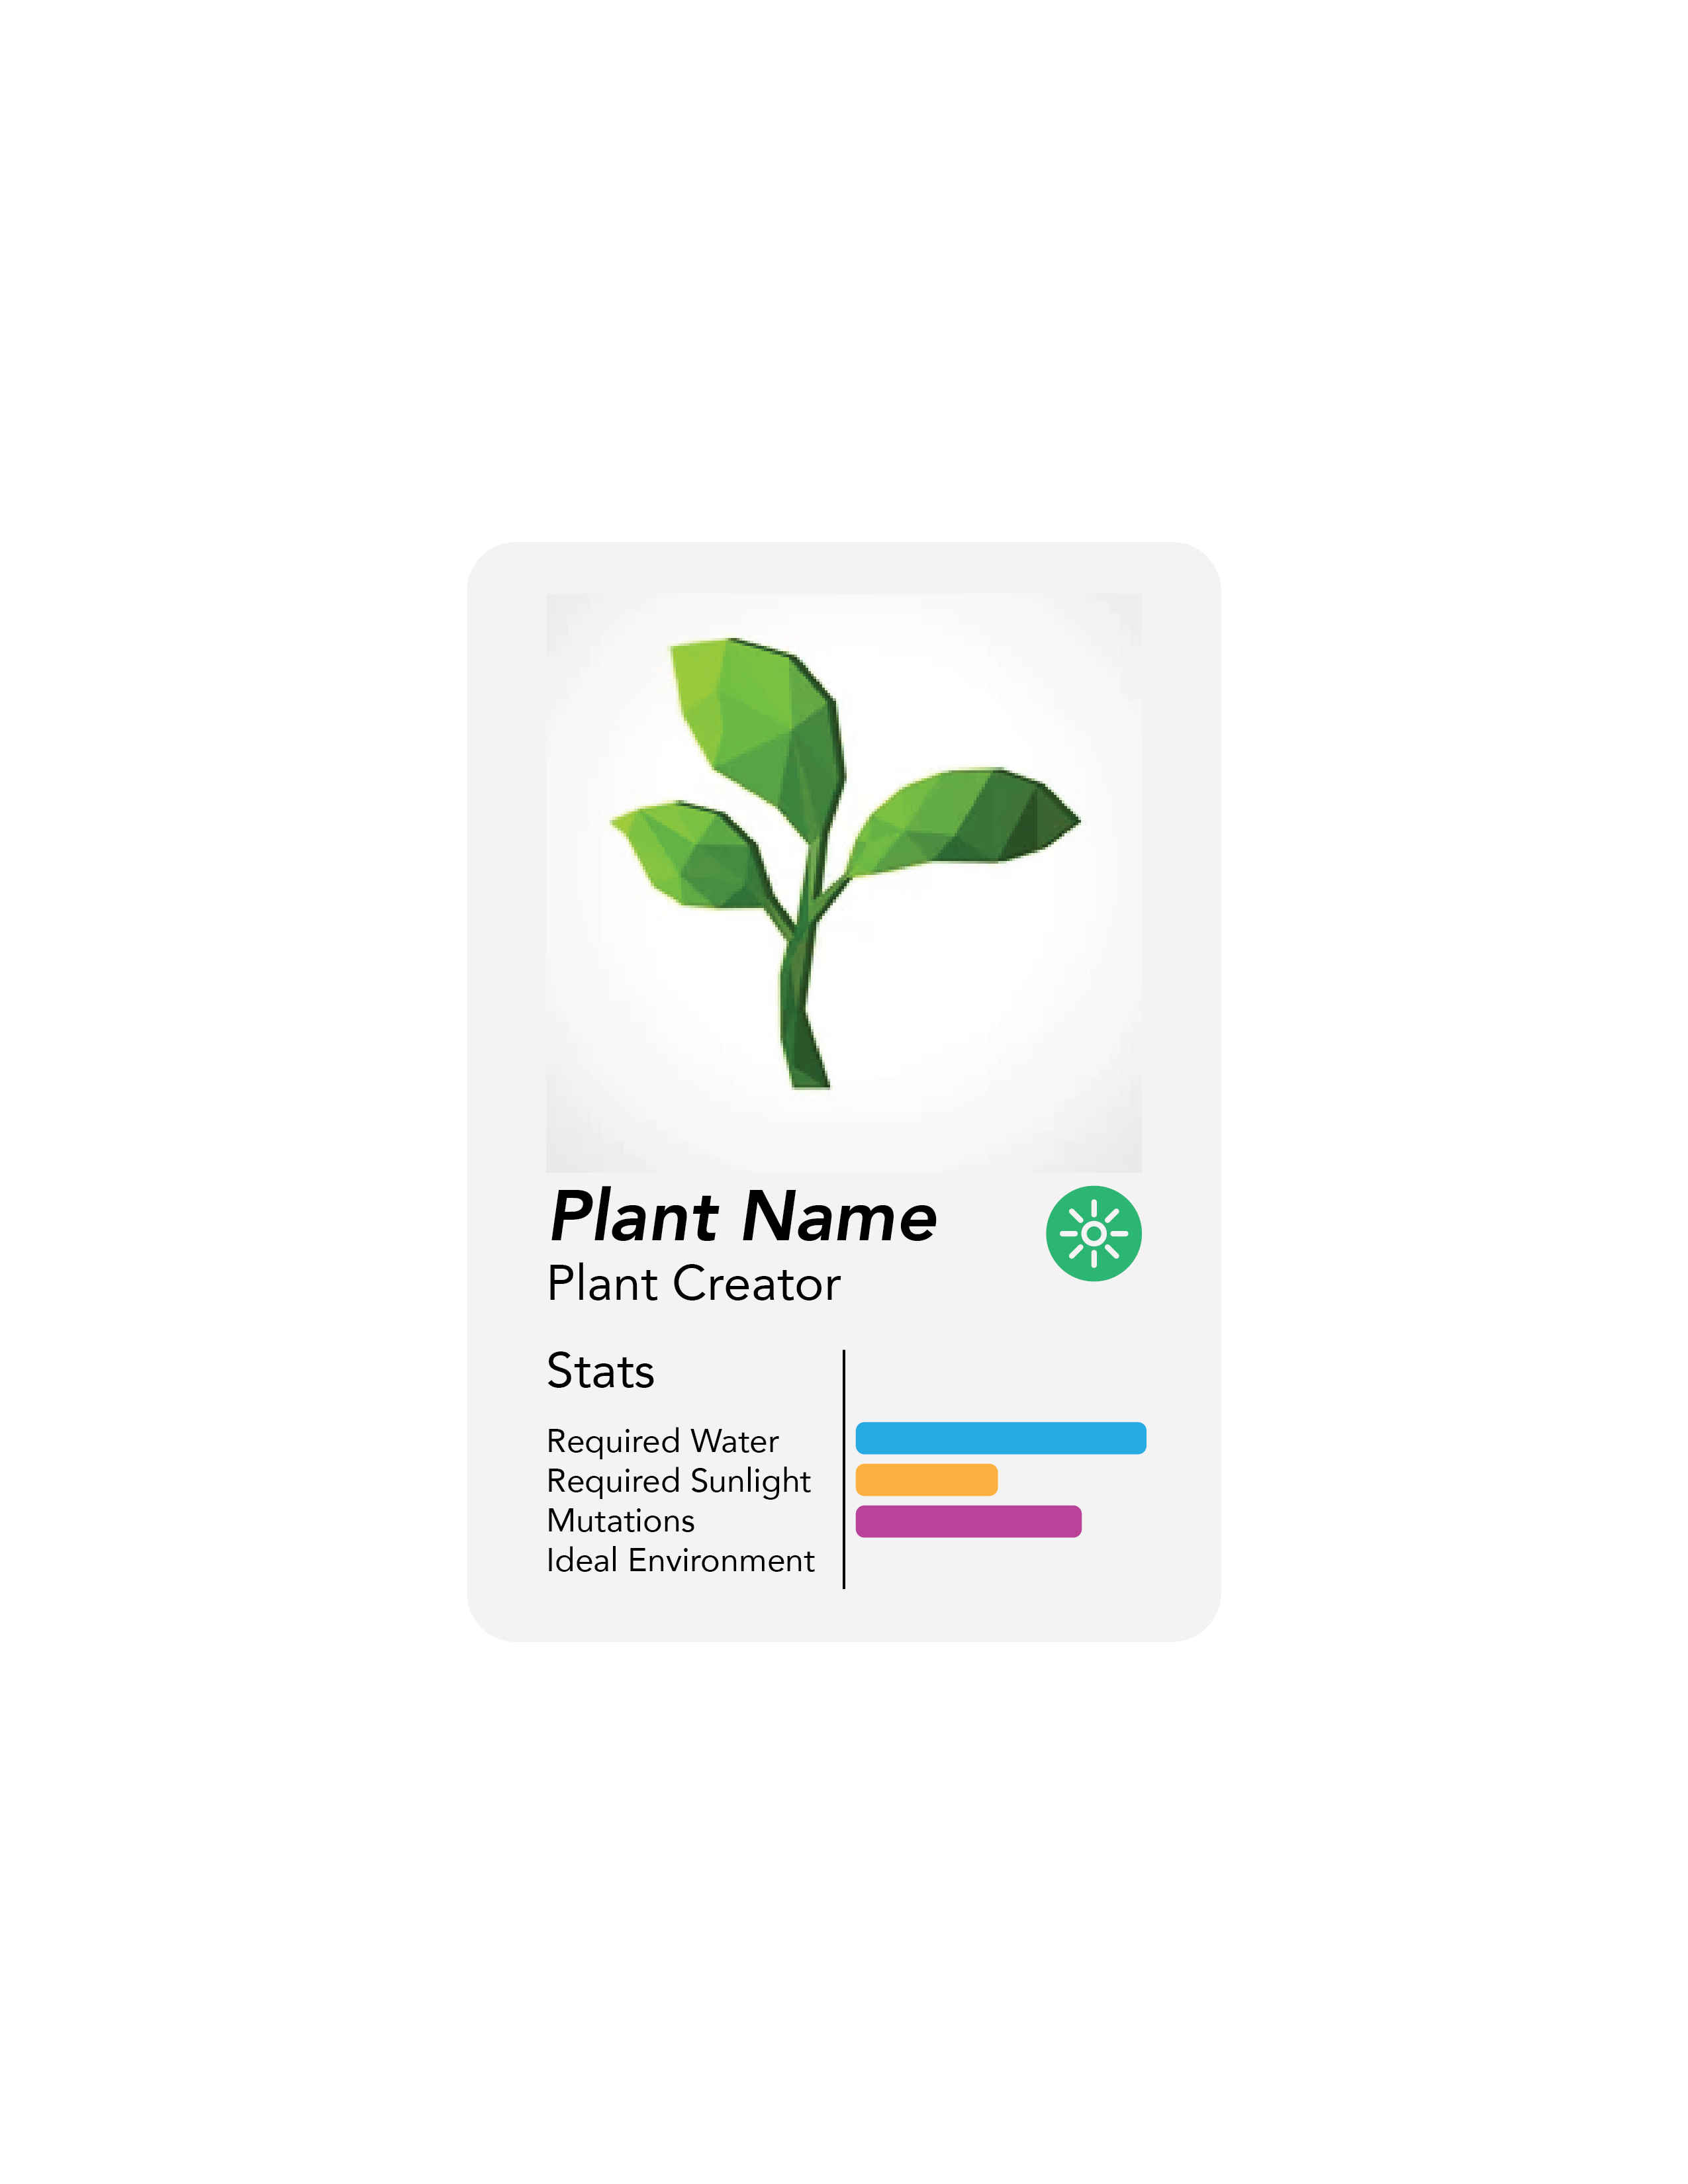 Plant Name
Plant Creator
Stats
Required Water
Required Sunlight
Mutations
Ideal Environment